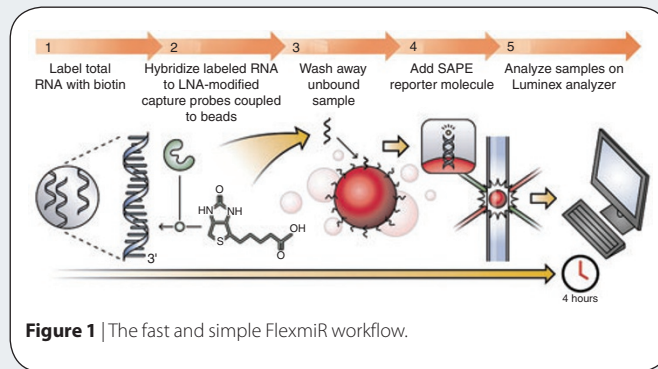 1 2 3 4 5
Label total
RNA with biotin
Hybridize labeled RNA
to LNA-modified
capture probes coupled
to beads
Wash away
unbound
sample
Add SAPE
reporter molecule
Analyze samples on
Luminex analyzer
O
HN NH
S
OH
O
3'
4 hours
Figure 1 | The fast and simple FlexmiR workflow.